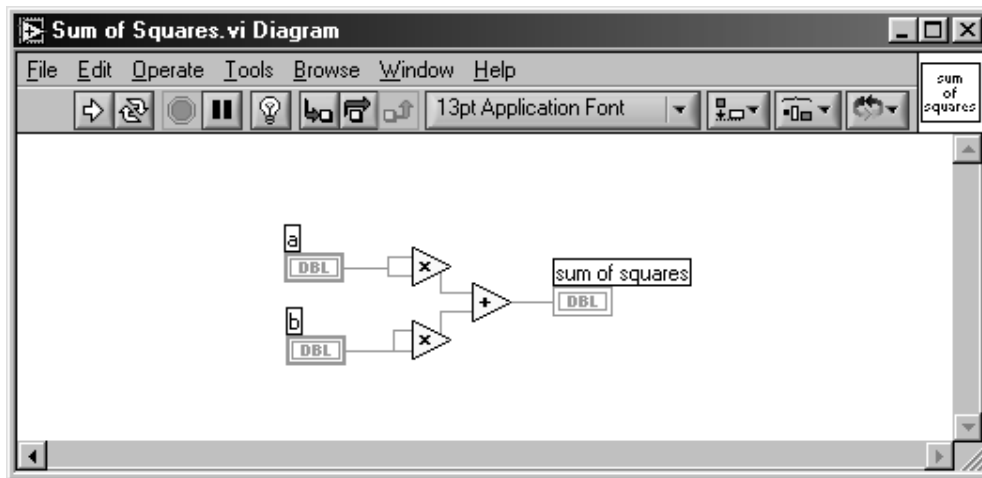 Sum of Squares.vi Diagram
File Edit Operate Tools Browse Window Help
sum
of
squares
13pt Application Font
a
DBL
sum of squares
DBL
b
DBL